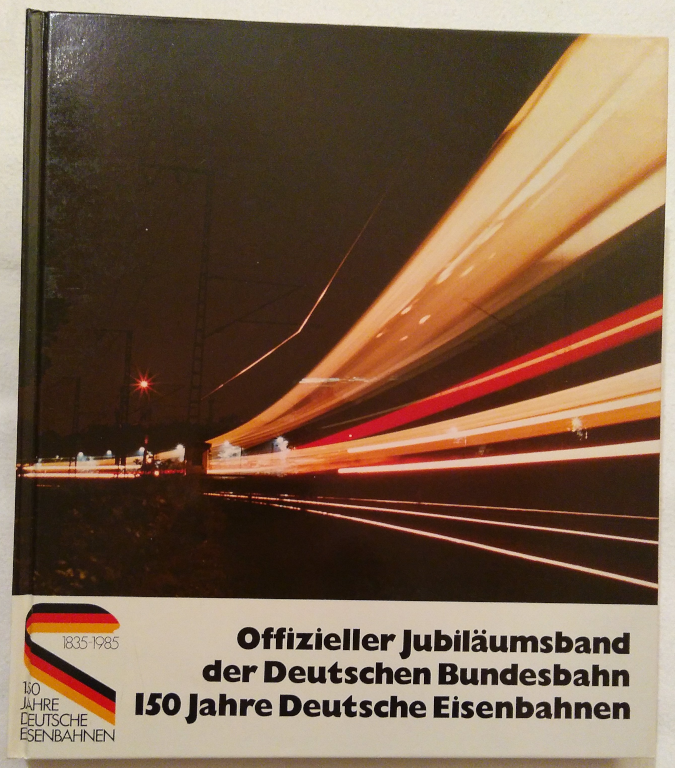 1835-1985
150
JAHRE
DEUTSCHE
EISENBAHNEN
Offizieller Jubiläumsband
der Deutschen Bundesbahn
150 Jahre Deutsche Eisenbahnen